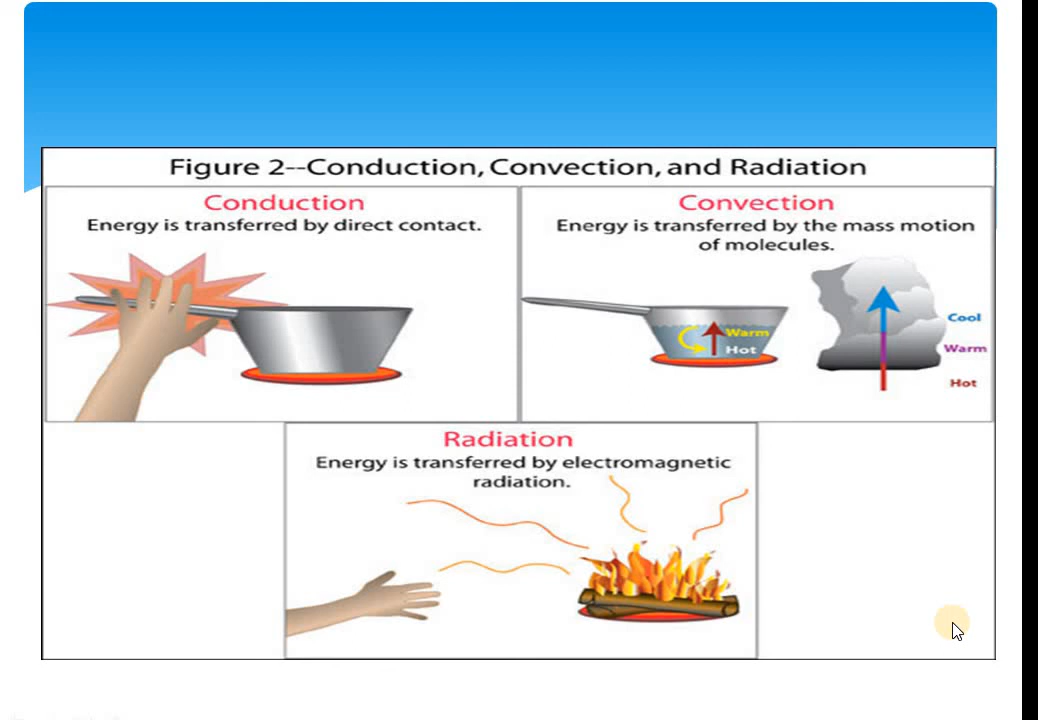 Figure 2--Conduction, Convection, and Radiation
Conduction
Energy is transferred by direct contact.
Convection
Energy is transferred by the mass motion
of molecules.
Warm
Hot
Cool
Warm
Hot
Radiation
Energy is transferred by electromagnetic
radiation.